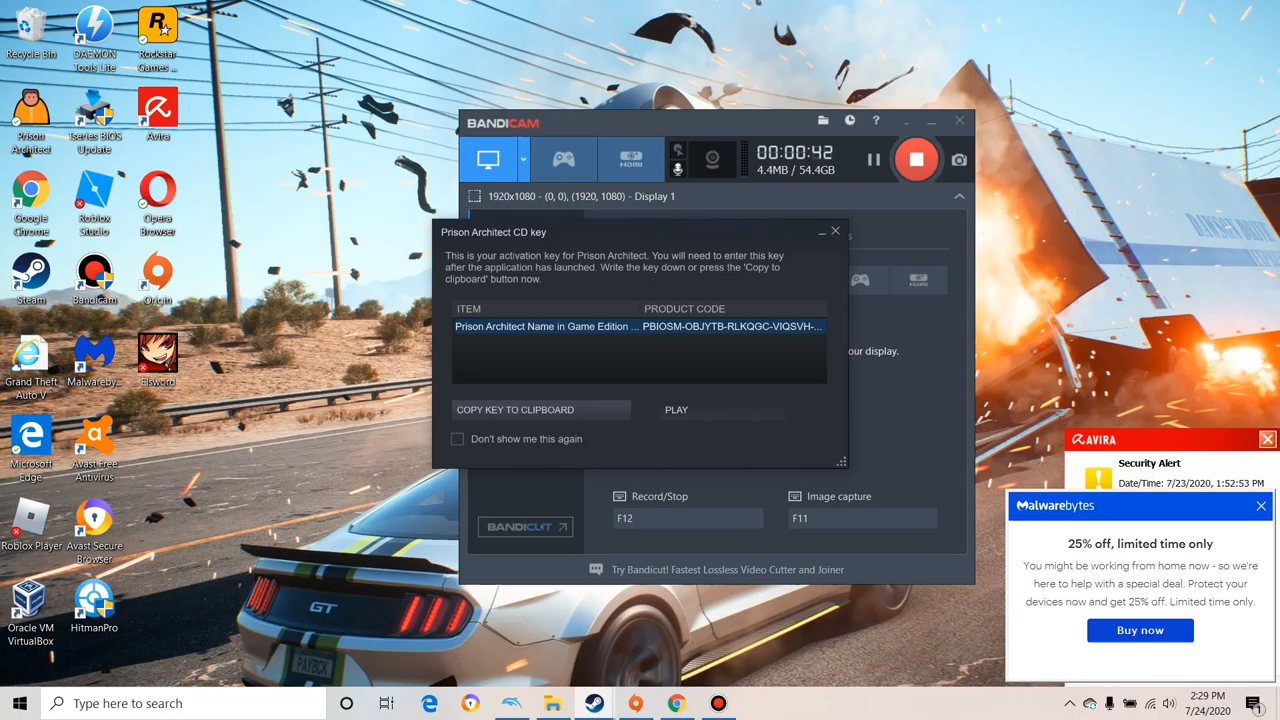 Recycle Bin
DAEMON
Tools Lite
Rockstar
Games ...
Prison
Architect
Tseries BIOS
Update
Avira
Google
Chrome
Roblox
Studio
Opera
Browser
Steam
Bandicam
Origin
Grand Theft
Auto V
Malwareby...
Elsword
Microsoft
Edge
Avast Free
Antivirus
Roblox Player
Avast Secure
Browser
Oracle VM
VirtualBox
HitmanPro
BANDICAM
HDMI
00:00:42
4.4MB / 54.4GB
1920x1080 - (0, 0), (1920, 1080) - Display 1
Prison Architect CD key
This is your activation key for Prison Architect. You will need to enter this key
after the application has launched. Write the key down or press the 'Copy to
clipboard' button now.
ITEM PRODUCT CODE
Prison Architect Name in Game Edition ... PBIOSM-OBJYTB-RLKQGC-VIQSVH-...
COPY KEY TO CLIPBOARD PLAY
Don't show me this again
HDMI
our display.
Record/Stop Image capture
F12 F11
BANDICUT
Try Bandicut! Fastest Lossless Video Cutter and Joiner
GT
PAYBCK
AVIRA
Security Alert
Date/Time: 7/23/2020, 1:52:53 PM
Malwarebytes
25% off, limited time only
You might be working from home now - so we're
here to help with a special deal. Protect your
devices now and get 25% off. Limited time only.
Buy now
Type here to search
2:29 PM
7/24/2020
1